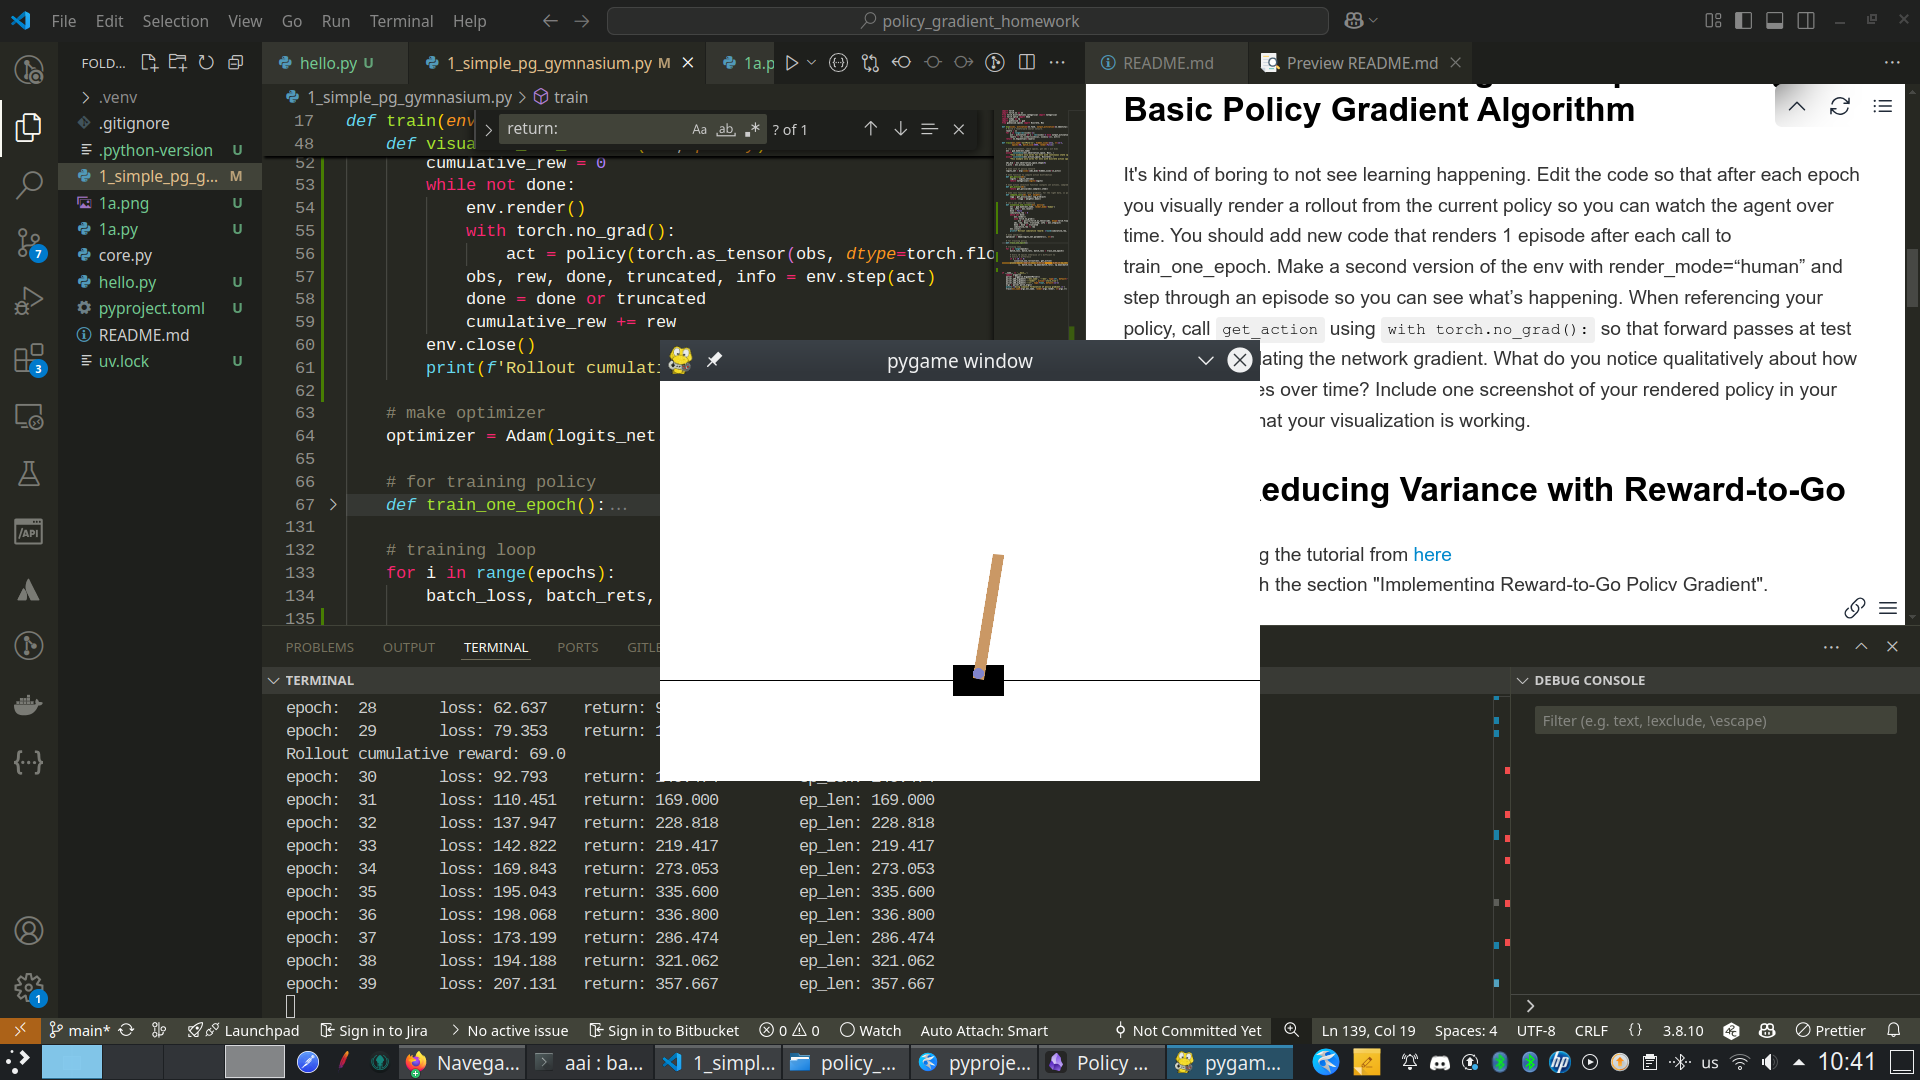 File Edit Selection View Go Run Terminal Help
policy_gradient_homework
FOLD...
hello.py U
1_simple_pg_gymnasium.py M
1a.p
README.md
Preview README.md
.venv
.gitignore
.python-version U
1_simple_pg_g... M
1a.png U
1a.py U
core.py
hello.py U
pyproject.toml U
README.md
uv.lock U
7
3
/API
1
1_simple_pg_gymnasium.py > train
return:
Aa ab ? of 1
17 def train(env
48 def visua
52 cumulative_rew = 0
53 while not done:
54 env.render()
55 with torch.no_grad():
56 act = policy(torch.as_tensor(obs, dtype=torch.flo
57 obs, rew, done, truncated, info = env.step(act)
58 done = done or truncated
59 cumulative_rew += rew
60 env.close()
61 print(f'Rollout cumulati
62
63 # make optimizer
64 optimizer = Adam(logits_net
65
66 # for training policy
67 def train_one_epoch():...
131
132 # training loop
133 for i in range(epochs):
134 batch_loss, batch_rets,
135
Basic Policy Gradient Algorithm
It's kind of boring to not see learning happening. Edit the code so that after each epoch
you visually render a rollout from the current policy so you can watch the agent over
time. You should add new code that renders 1 episode after each call to
train_one_epoch. Make a second version of the env with render_mode=“human” and
step through an episode so you can see what’s happening. When referencing your
policy, call get_action using with torch.no_grad(): so that forward passes at test
lating the network gradient. What do you notice qualitatively about how
es over time? Include one screenshot of your rendered policy in your
hat your visualization is working.
educing Variance with Reward-to-Go
g the tutorial from here
h the section "Implementing Reward-to-Go Policy Gradient".
pygame window
PROBLEMS OUTPUT TERMINAL PORTS GITLE
TERMINAL
epoch: 28 loss: 62.637 return: 9
epoch: 29 loss: 79.353 return: 1
Rollout cumulative reward: 69.0
epoch: 30 loss: 92.793 return:
epoch: 31 loss: 110.451 return: 169.000 ep_len: 169.000
epoch: 32 loss: 137.947 return: 228.818 ep_len: 228.818
epoch: 33 loss: 142.822 return: 219.417 ep_len: 219.417
epoch: 34 loss: 169.843 return: 273.053 ep_len: 273.053
epoch: 35 loss: 195.043 return: 335.600 ep_len: 335.600
epoch: 36 loss: 198.068 return: 336.800 ep_len: 336.800
epoch: 37 loss: 173.199 return: 286.474 ep_len: 286.474
epoch: 38 loss: 194.188 return: 321.062 ep_len: 321.062
epoch: 39 loss: 207.131 return: 357.667 ep_len: 357.667
DEBUG CONSOLE
Filter (e.g. text, !exclude, \escape)
main* Launchpad Sign in to Jira No active issue Sign in to Bitbucket 0 0 Watch Auto Attach: Smart Not Committed Yet Ln 139, Col 19 Spaces: 4 UTF-8 CRLF {} 3.8.10 Prettier
Navega... aai : ba... 1_simpl... policy_... pyproje... Policy ... pygam... hp us 10:41